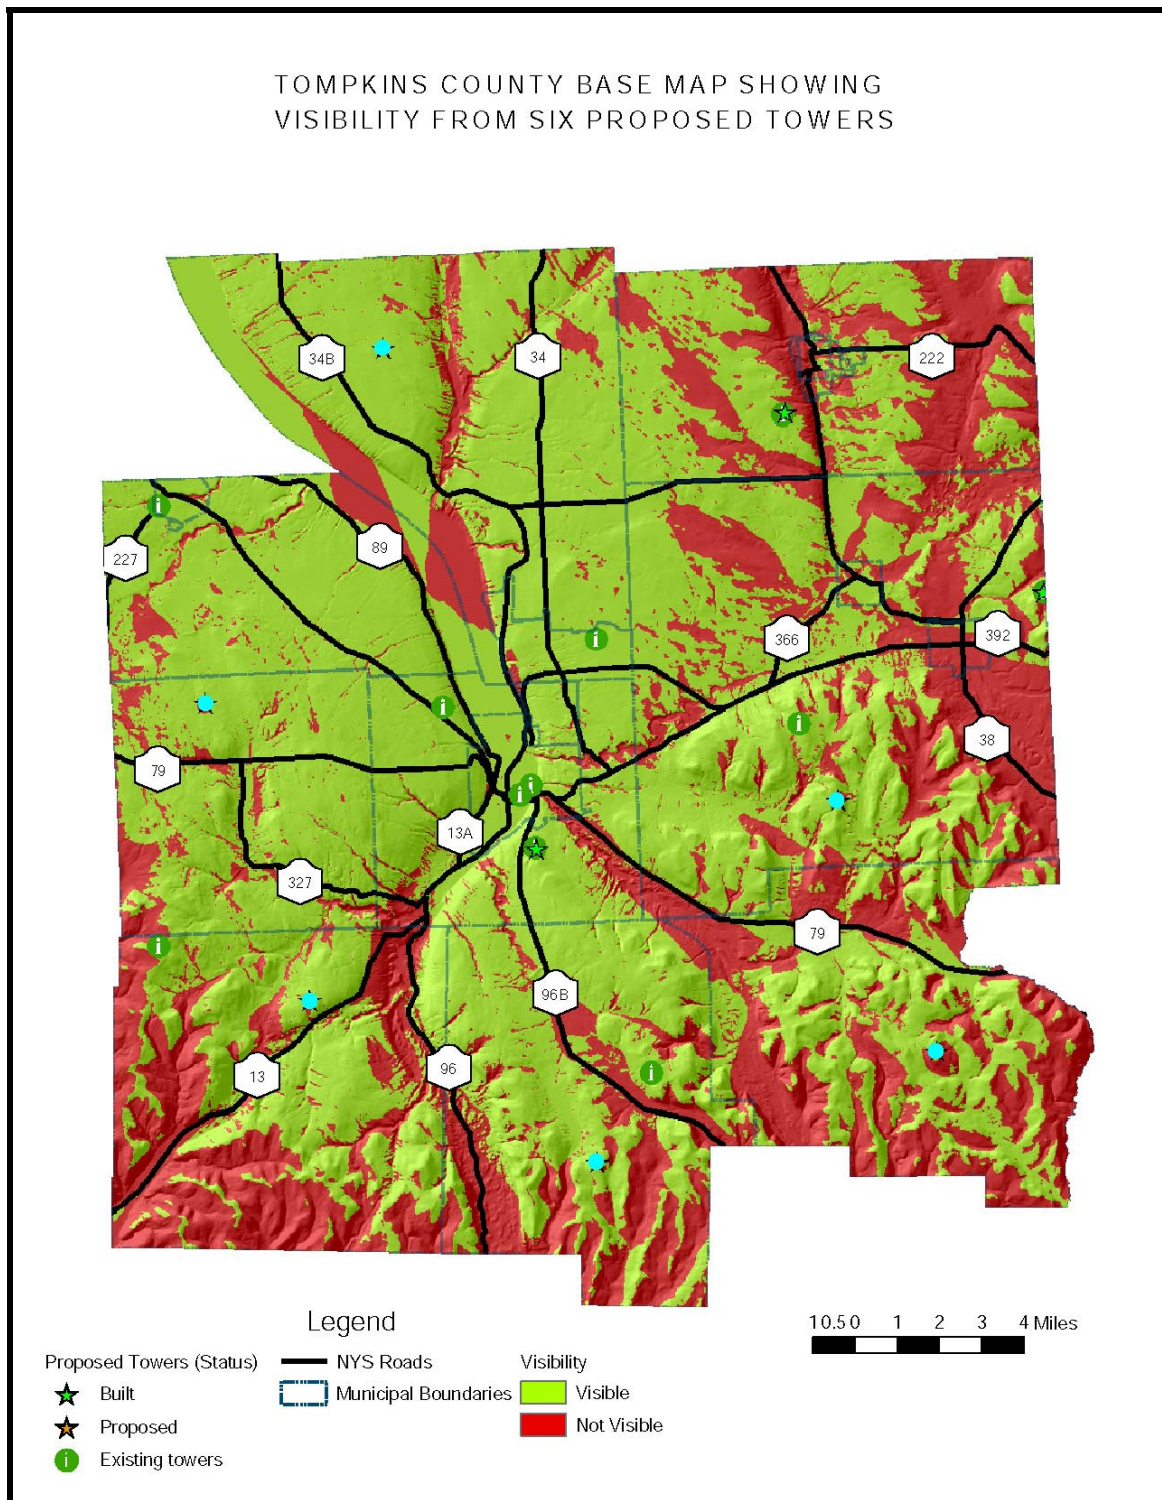 TOMPKINS COUNTY BASE MAP SHOWING
VISIBILITY FROM SIX PROPOSED TOWERS
34B
34
222
227
89
366
392
38
79
13A
327
79
96B
13
96
i
i
i
i
i
i
i
i
Legend
10.50 1 2 3 4 Miles
Proposed Towers (Status)
Built
Proposed
i Existing towers
NYS Roads
Municipal Boundaries
Visibility
Visible
Not Visible